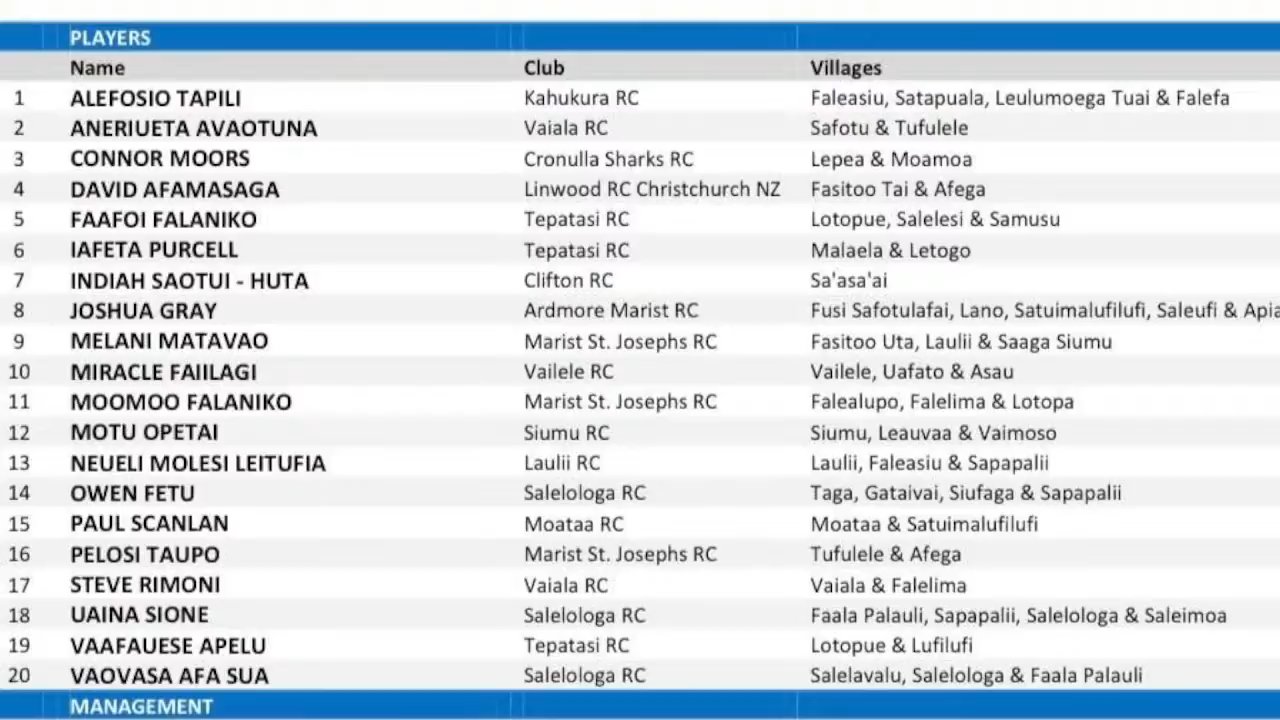 PLAYERS
Name Club Villages
1 ALEFOSIO TAPILI Kahukura RC Faleasiu, Satapuala, Leulumoega Tuai & Falefa
2 ANERIUETA AVAOTUNA Vaiala RC Safotu & Tufulele
3 CONNOR MOORS Cronulla Sharks RC Lepea & Moamoa
4 DAVID AFAMASAGA Linwood RC Christchurch NZ Fasitoo Tai & Afega
5 FAAFOI FALANIKO Tepatasi RC Lotopue, Salelesi & Samusu
6 IAFETA PURCELL Tepatasi RC Malaela & Letogo
7 INDIAH SAOTUI - HUTA Clifton RC Sa'asa'ai
8 JOSHUA GRAY Ardmore Marist RC Fusi Safotulafai, Lano, Satuimalufilufi, Saleufi & Apia
9 MELANI MATAVAO Marist St. Josephs RC Fasitoo Uta, Laulii & Saaga Siumu
10 MIRACLE FAIILAGI Vailele RC Vailele, Uafato & Asau
11 MOOMOO FALANIKO Marist St. Josephs RC Falealupo, Falelima & Lotopa
12 MOTU OPETAI Siumu RC Siumu, Leauvaa & Vaimoso
13 NEUELI MOLESI LEITUFIA Laulii RC Laulii, Faleasiu & Sapapalii
14 OWEN FETU Salelologa RC Taga, Gataivai, Siufaga & Sapapalii
15 PAUL SCANLAN Moataa RC Moataa & Satuimalufilufi
16 PELOSI TAUPO Marist St. Josephs RC Tufulele & Afega
17 STEVE RIMONI Vaiala RC Vaiala & Falelima
18 UAINA SIONE Salelologa RC Faala Palauli, Sapapalii, Salelologa & Saleimoa
19 VAAFAUESE APELU Tepatasi RC Lotopue & Lufilufi
20 VAOVASA AFA SUA Salelologa RC Salelavalu, Salelologa & Faala Palauli
MANAGEMENT